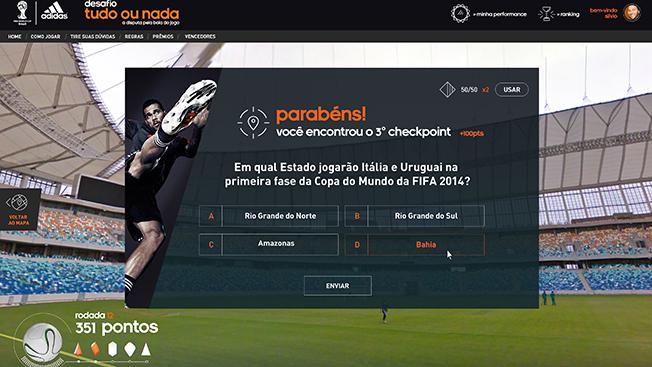 adidas
desafio
tudo ou nada
a disputa pela bola do jogo
minha performance
ranking
bem-vindo
silvio
HOME / COMO JOGAR / TIRE SUAS DÚVIDAS / REGRAS / PRÊMIOS / VENCEDORES
50/50 x2 USAR
parabéns!
você encontrou o 3º checkpoint +100pts
Em qual Estado jogarão Itália e Uruguai na
primeira fase da Copa do Mundo da FIFA 2014?
A Rio Grande do Norte B Rio Grande do Sul
C Amazonas D Bahia
VOLTAR
AO MAPA
ENVIAR
rodada 12
351 pontos